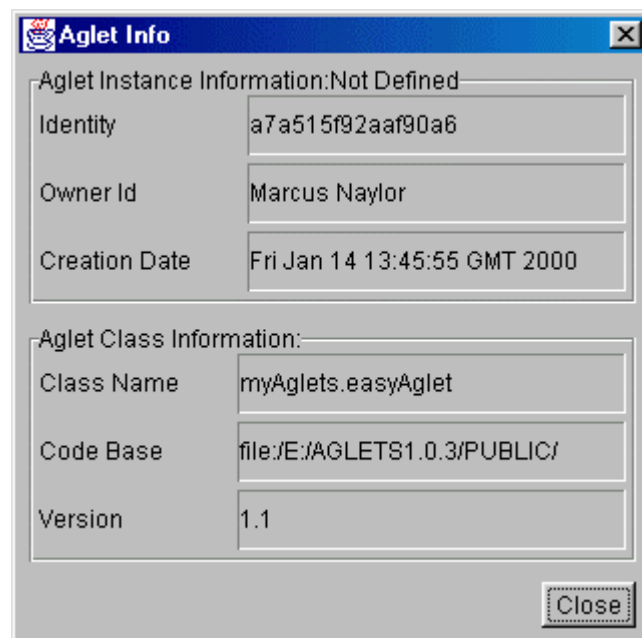 Aglet Info
Aglet Instance Information:Not Defined
Identity a7a515f92aaf90a6
Owner Id Marcus Naylor
Creation Date Fri Jan 14 13:45:55 GMT 2000
Aglet Class Information:
Class Name myAglets.easyAglet
Code Base file:/E:/AGLETS1.0.3/PUBLIC/
Version 1.1
Close